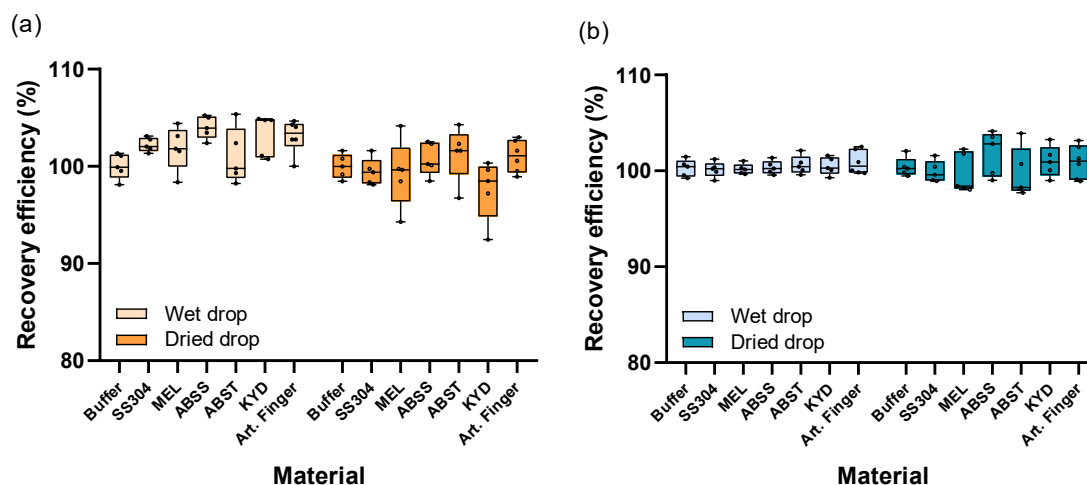 (a)
110
100
90
80
Recovery efficiency (%)
Wet drop
Dried drop
Buffer
SS304
MEL
ABSS
ABST
KYD
Art. Finger
Buffer
SS304
MEL
ABSS
ABST
KYD
Art. Finger
Material
(b)
110
100
90
80
Recovery efficiency (%)
Wet drop
Dried drop
Buffer
SS304
MEL
ABSS
ABST
KYD
Art. Finger
Buffer
SS304
MEL
ABSS
ABST
KYD
Art. Finger
Material